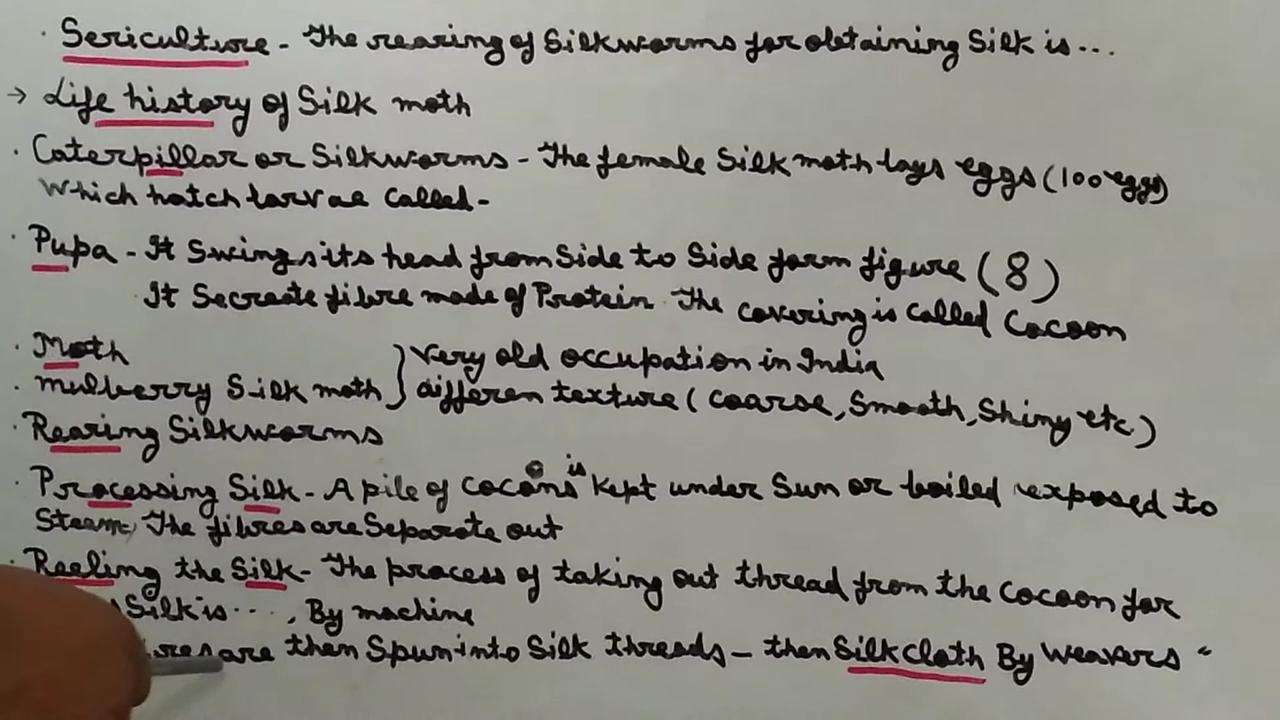 · Sericulture - The rearing of Silkworms for obtaining Silk is...
→ Life history of Silk moth
· Caterpillar or Silkworms - The female Silk moth lays eggs (100 eggs)
Which hatch larvae Called-
· Pupa - It Swings its head from Side to Side form figure (8)
It Secreate fibre made of Protein The covering is Called Cocoon
· Moth } Very old occupation in India
· mulberry Silk moth } differen texture (coarse, Smooth, Shiny etc.)
· Rearing Silkworms
· Processing Silk - A pile of cocoons is kept under Sun or boiled exposed to
Steam, The fibres are Separate out
· Reeling the Silk - The process of taking out thread from the Cocoon for
Silk is ...., By machine
are then Spun into Silk threads - then Silk Cloth By Weavers "